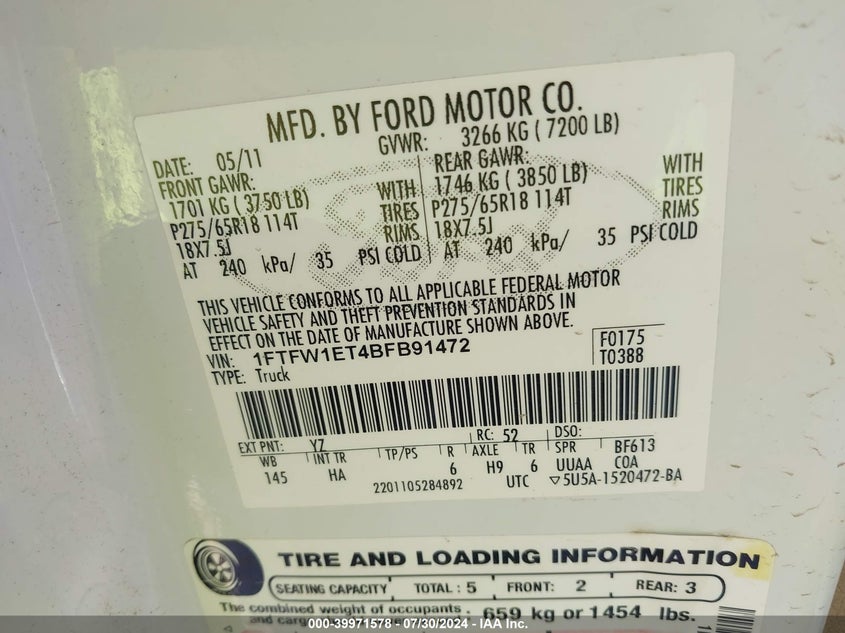 MFD. BY FORD MOTOR CO.
DATE: 05/11 GVWR: 3266 KG ( 7200 LB)
FRONT GAWR: REAR GAWR:
1701 KG ( 3750 LB) WITH 1746 KG ( 3850 LB) WITH
P275/65R18 114T TIRES P275/65R18 114T TIRES
18X7.5J RIMS 18X7.5J RIMS
AT 240 kPa/ 35 PSI COLD AT 240 kPa/ 35 PSI COLD
THIS VEHICLE CONFORMS TO ALL APPLICABLE FEDERAL MOTOR
VEHICLE SAFETY AND THEFT PREVENTION STANDARDS IN
EFFECT ON THE DATE OF MANUFACTURE SHOWN ABOVE.
VIN: 1FTFW1ET4BFB91472 F0175
TYPE: Truck T0388
EXT PNT: YZ RC: 52 DSO:
WB INT TR TP/PS R AXLE TR SPR BF613
145 HA 6 H9 6 UUAA COA
2201105284892 UTC ▽5U5A-1520472-BA
TIRE AND LOADING INFORMATION
SEATING CAPACITY TOTAL : 5 FRONT: 2 REAR: 3
The combined weight of occupants
and cargo 659 kg or 1454 lbs.
000-39971578 - 07/30/2024 - IAA Inc.